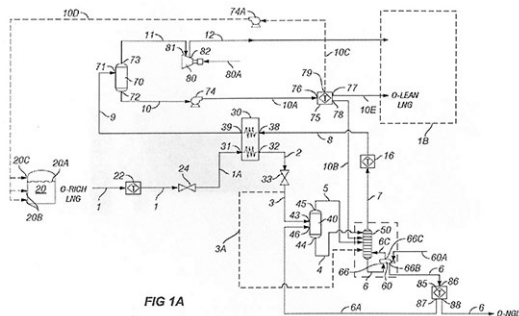 10D 74A
11 12
73 81 82
71 70 80 80A
72 74
10 10A
9
10C
79
76 77
75 78
10E
O-LEAN
LNG
1B
30
39 38
8
31 32
20C 20A
20
20B
O-RICH
LNG
22 24
1 1
1A
2
33
10B
16
3
5
7
45
43 40
46
44
4
3A
50
6C 66C
60A
66 66B
6 60 6
85 86
87 88
6A 6
O-NGL
FIG 1A